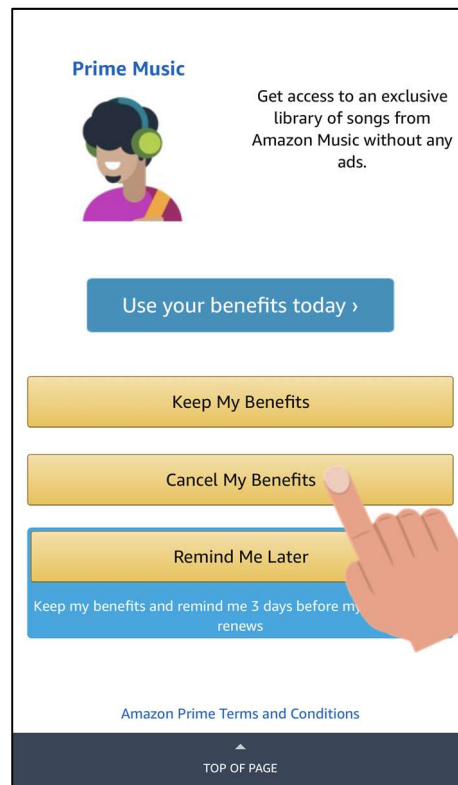 Prime Music
Get access to an exclusive
library of songs from
Amazon Music without any
ads.
Use your benefits today ›
Keep My Benefits
Cancel My Benefits
Remind Me Later
Keep my benefits and remind me 3 days before my
renews
Amazon Prime Terms and Conditions
TOP OF PAGE